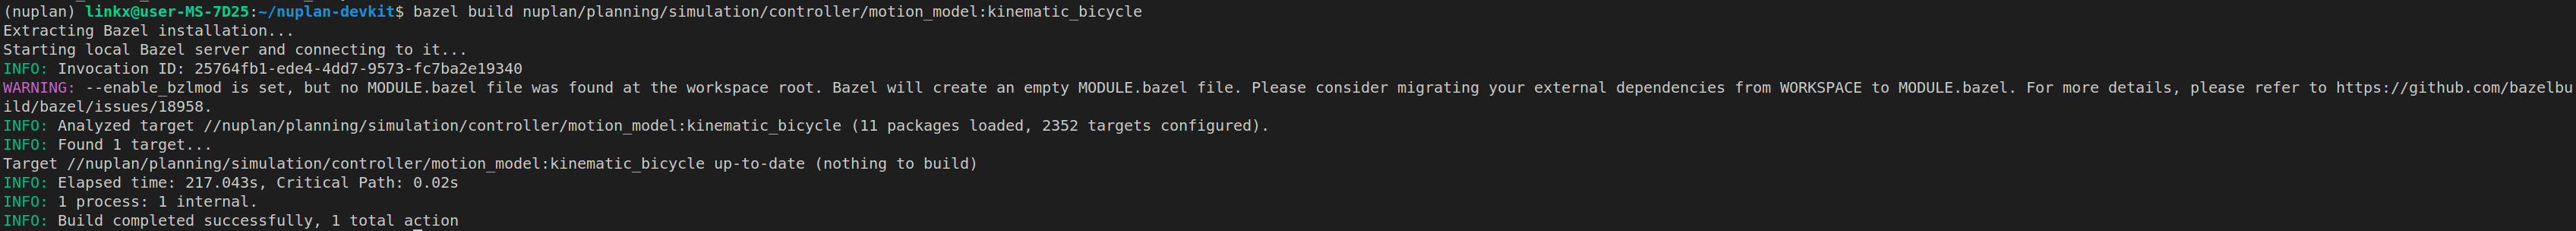 (nuplan) linkx@user-MS-7D25:~/nuplan-devkit$ bazel build nuplan/planning/simulation/controller/motion_model:kinematic_bicycle
Extracting Bazel installation...
Starting local Bazel server and connecting to it...
INFO: Invocation ID: 25764fb1-ede4-4dd7-9573-fc7ba2e19340
WARNING: --enable_bzlmod is set, but no MODULE.bazel file was found at the workspace root. Bazel will create an empty MODULE.bazel file. Please consider migrating your external dependencies from WORKSPACE to MODULE.bazel. For more details, please refer to https://github.com/bazelbu
ild/bazel/issues/18958.
INFO: Analyzed target //nuplan/planning/simulation/controller/motion_model:kinematic_bicycle (11 packages loaded, 2352 targets configured).
INFO: Found 1 target...
Target //nuplan/planning/simulation/controller/motion_model:kinematic_bicycle up-to-date (nothing to build)
INFO: Elapsed time: 217.043s, Critical Path: 0.02s
INFO: 1 process: 1 internal.
INFO: Build completed successfully, 1 total action